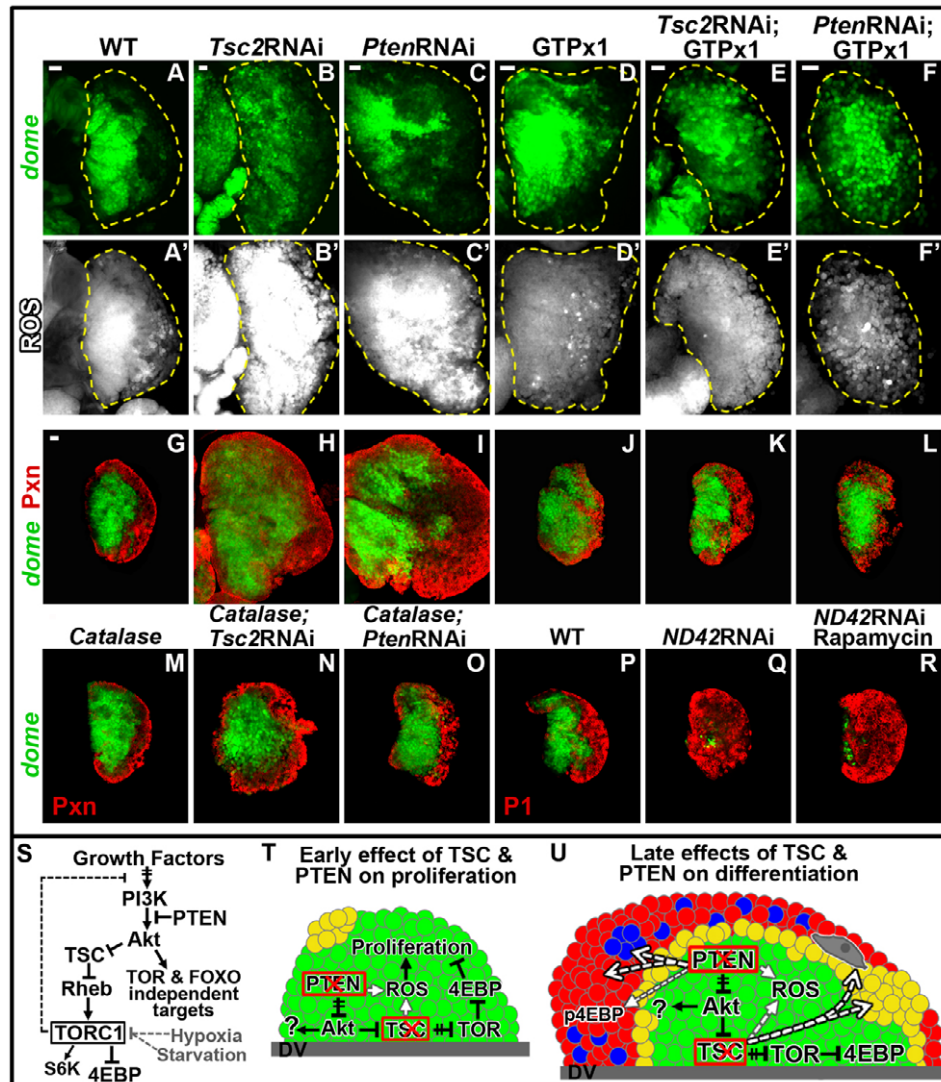 WT Tsc2RNAi PtenRNAi GTPx1 Tsc2RNAi; GTPx1 PtenRNAi; GTPx1
dome A B C D E F
ROS A' B' C' D' E' F'
dome Pxn G H I J K L
Catalase Catalase; Tsc2RNAi Catalase; PtenRNAi WT ND42RNAi ND42RNAi Rapamycin
dome M N O P Q R
Pxn P1
S
Growth Factors
PI3K
PTEN
Akt
TSC
Rheb
TOR & FOXO
independent
targets
TORC1
Hypoxia
Starvation
S6K
4EBP
T Early effect of TSC &
PTEN on proliferation
Proliferation
PTEN ROS 4EBP
? Akt TSC TOR
DV
U Late effects of TSC &
PTEN on differentiation
PTEN
ROS
p4EBP
? Akt
TSC TOR 4EBP
DV